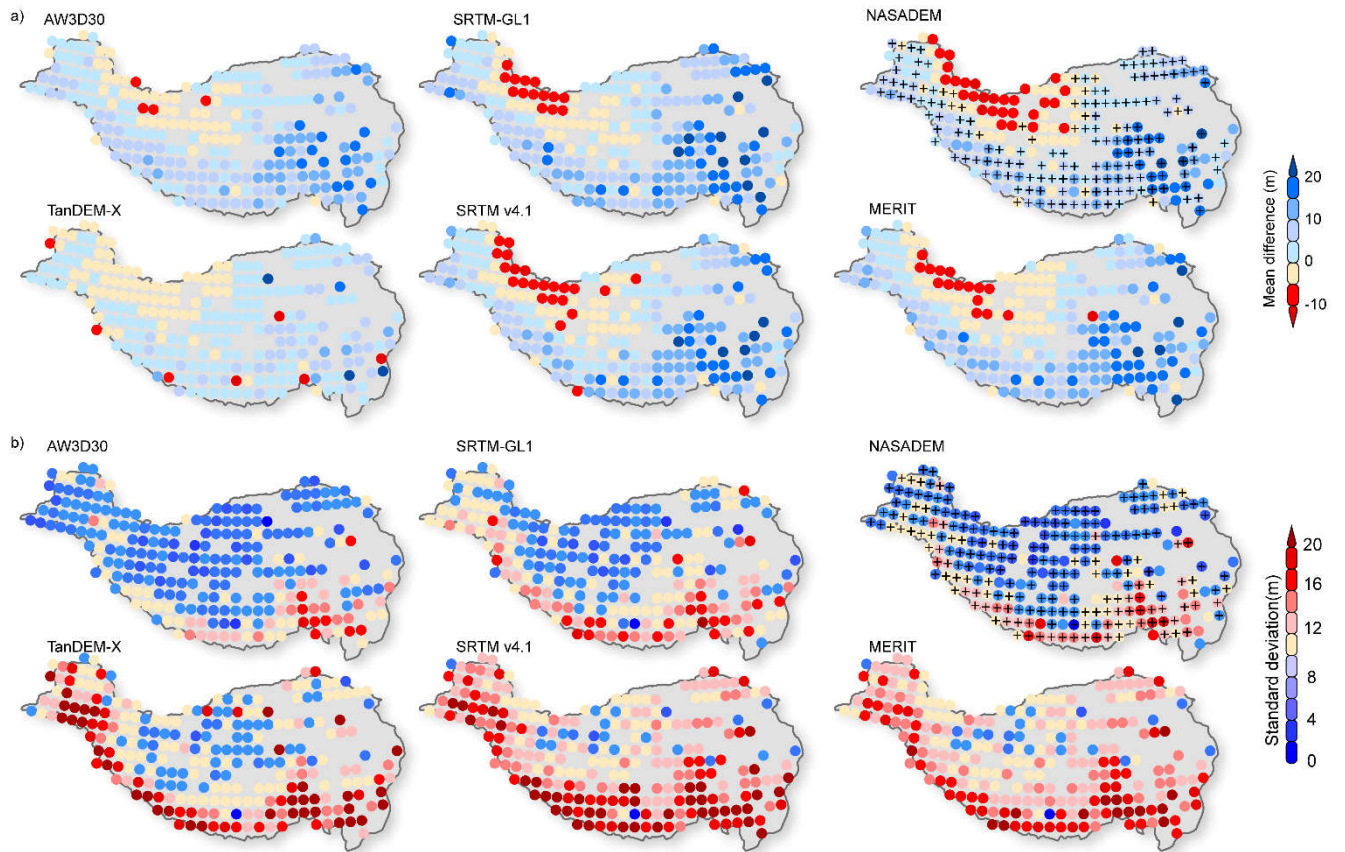 a)
AW3D30
SRTM-GL1
NASADEM
TanDEM-X
SRTM v4.1
MERIT
Mean difference (m)
20
10
0
-10
b)
AW3D30
SRTM-GL1
NASADEM
TanDEM-X
SRTM v4.1
MERIT
Standard deviation(m)
20
16
12
8
4
0